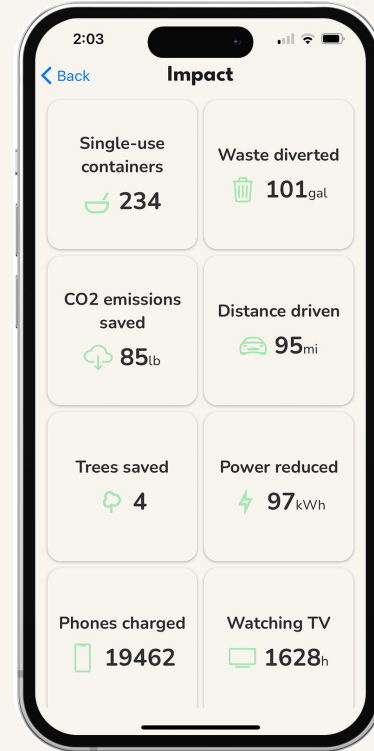 2:03
Back
Impact
Single-use
containers
234
Waste diverted
101gal
CO2 emissions
saved
85lb
Distance driven
95mi
Trees saved
4
Power reduced
97kWh
Phones charged
19462
Watching TV
1628h